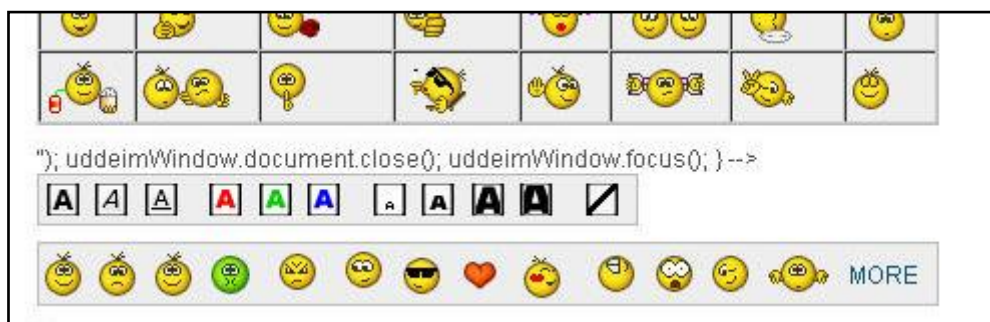 "); uddeimWindow.document.close(); uddeimWindow.focus(); } -->
A A A A A A A A A A
MORE